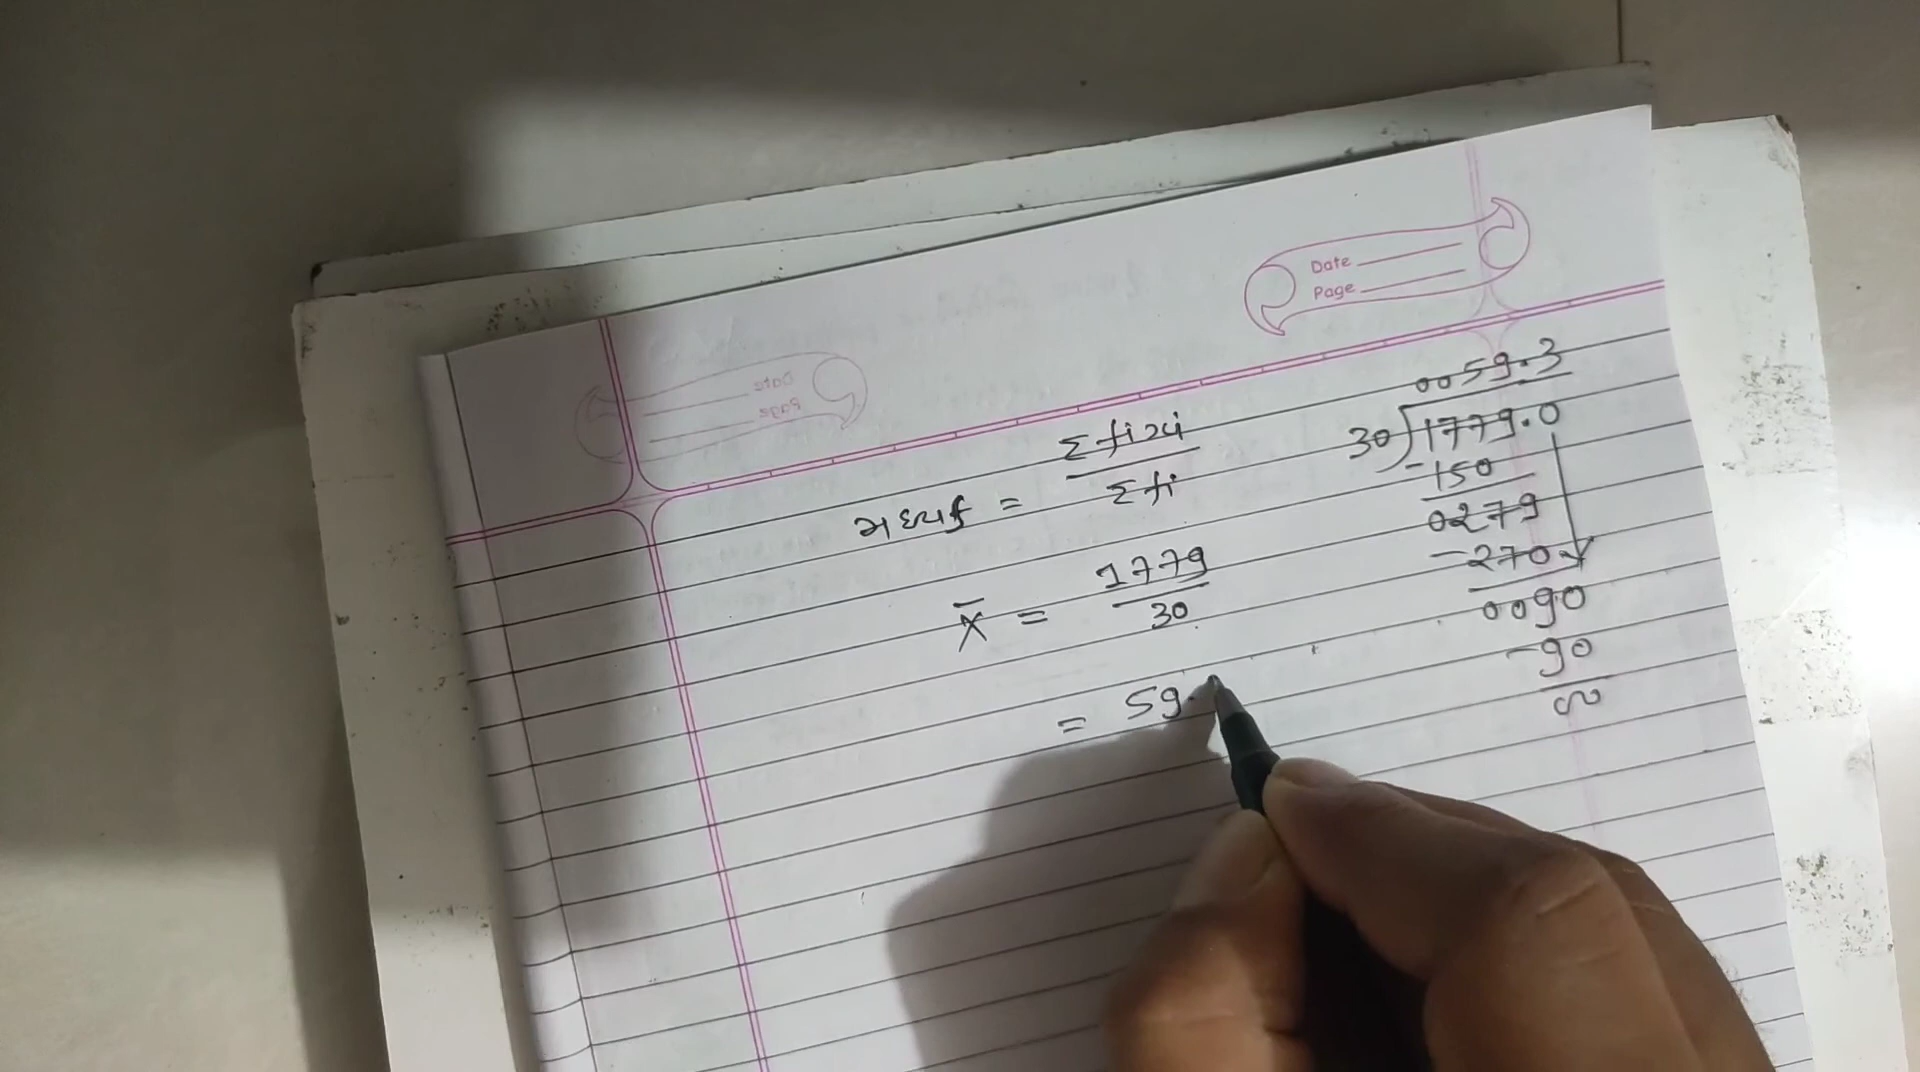 Date
Page
મધ્યક = Σfixi / Σfi
x̄ = 1779 / 30
= 59.
0059.3
30)1779.0
-150
0279
-270
0090
-90
00